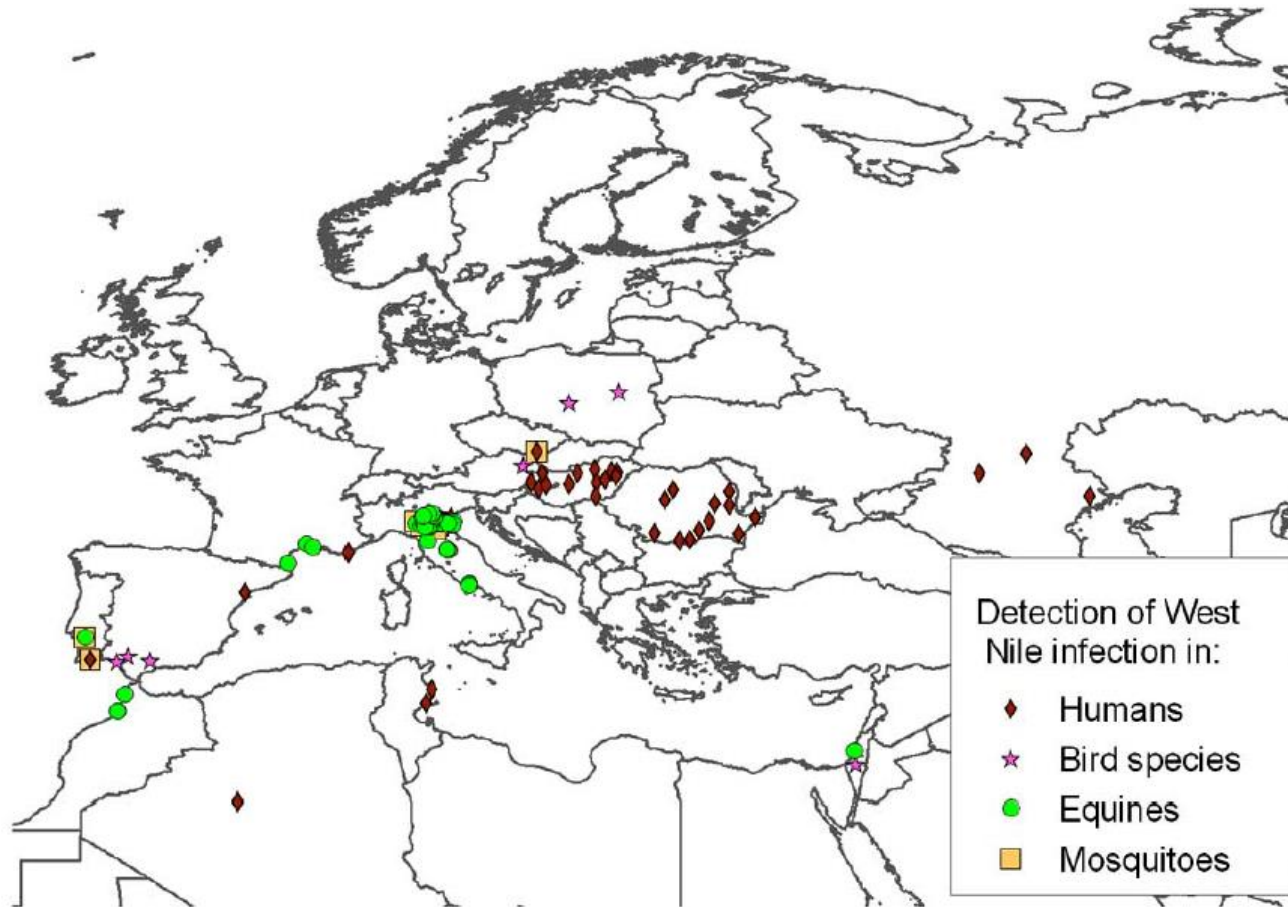 Detection of West
Nile infection in:
Humans
Bird species
Equines
Mosquitoes